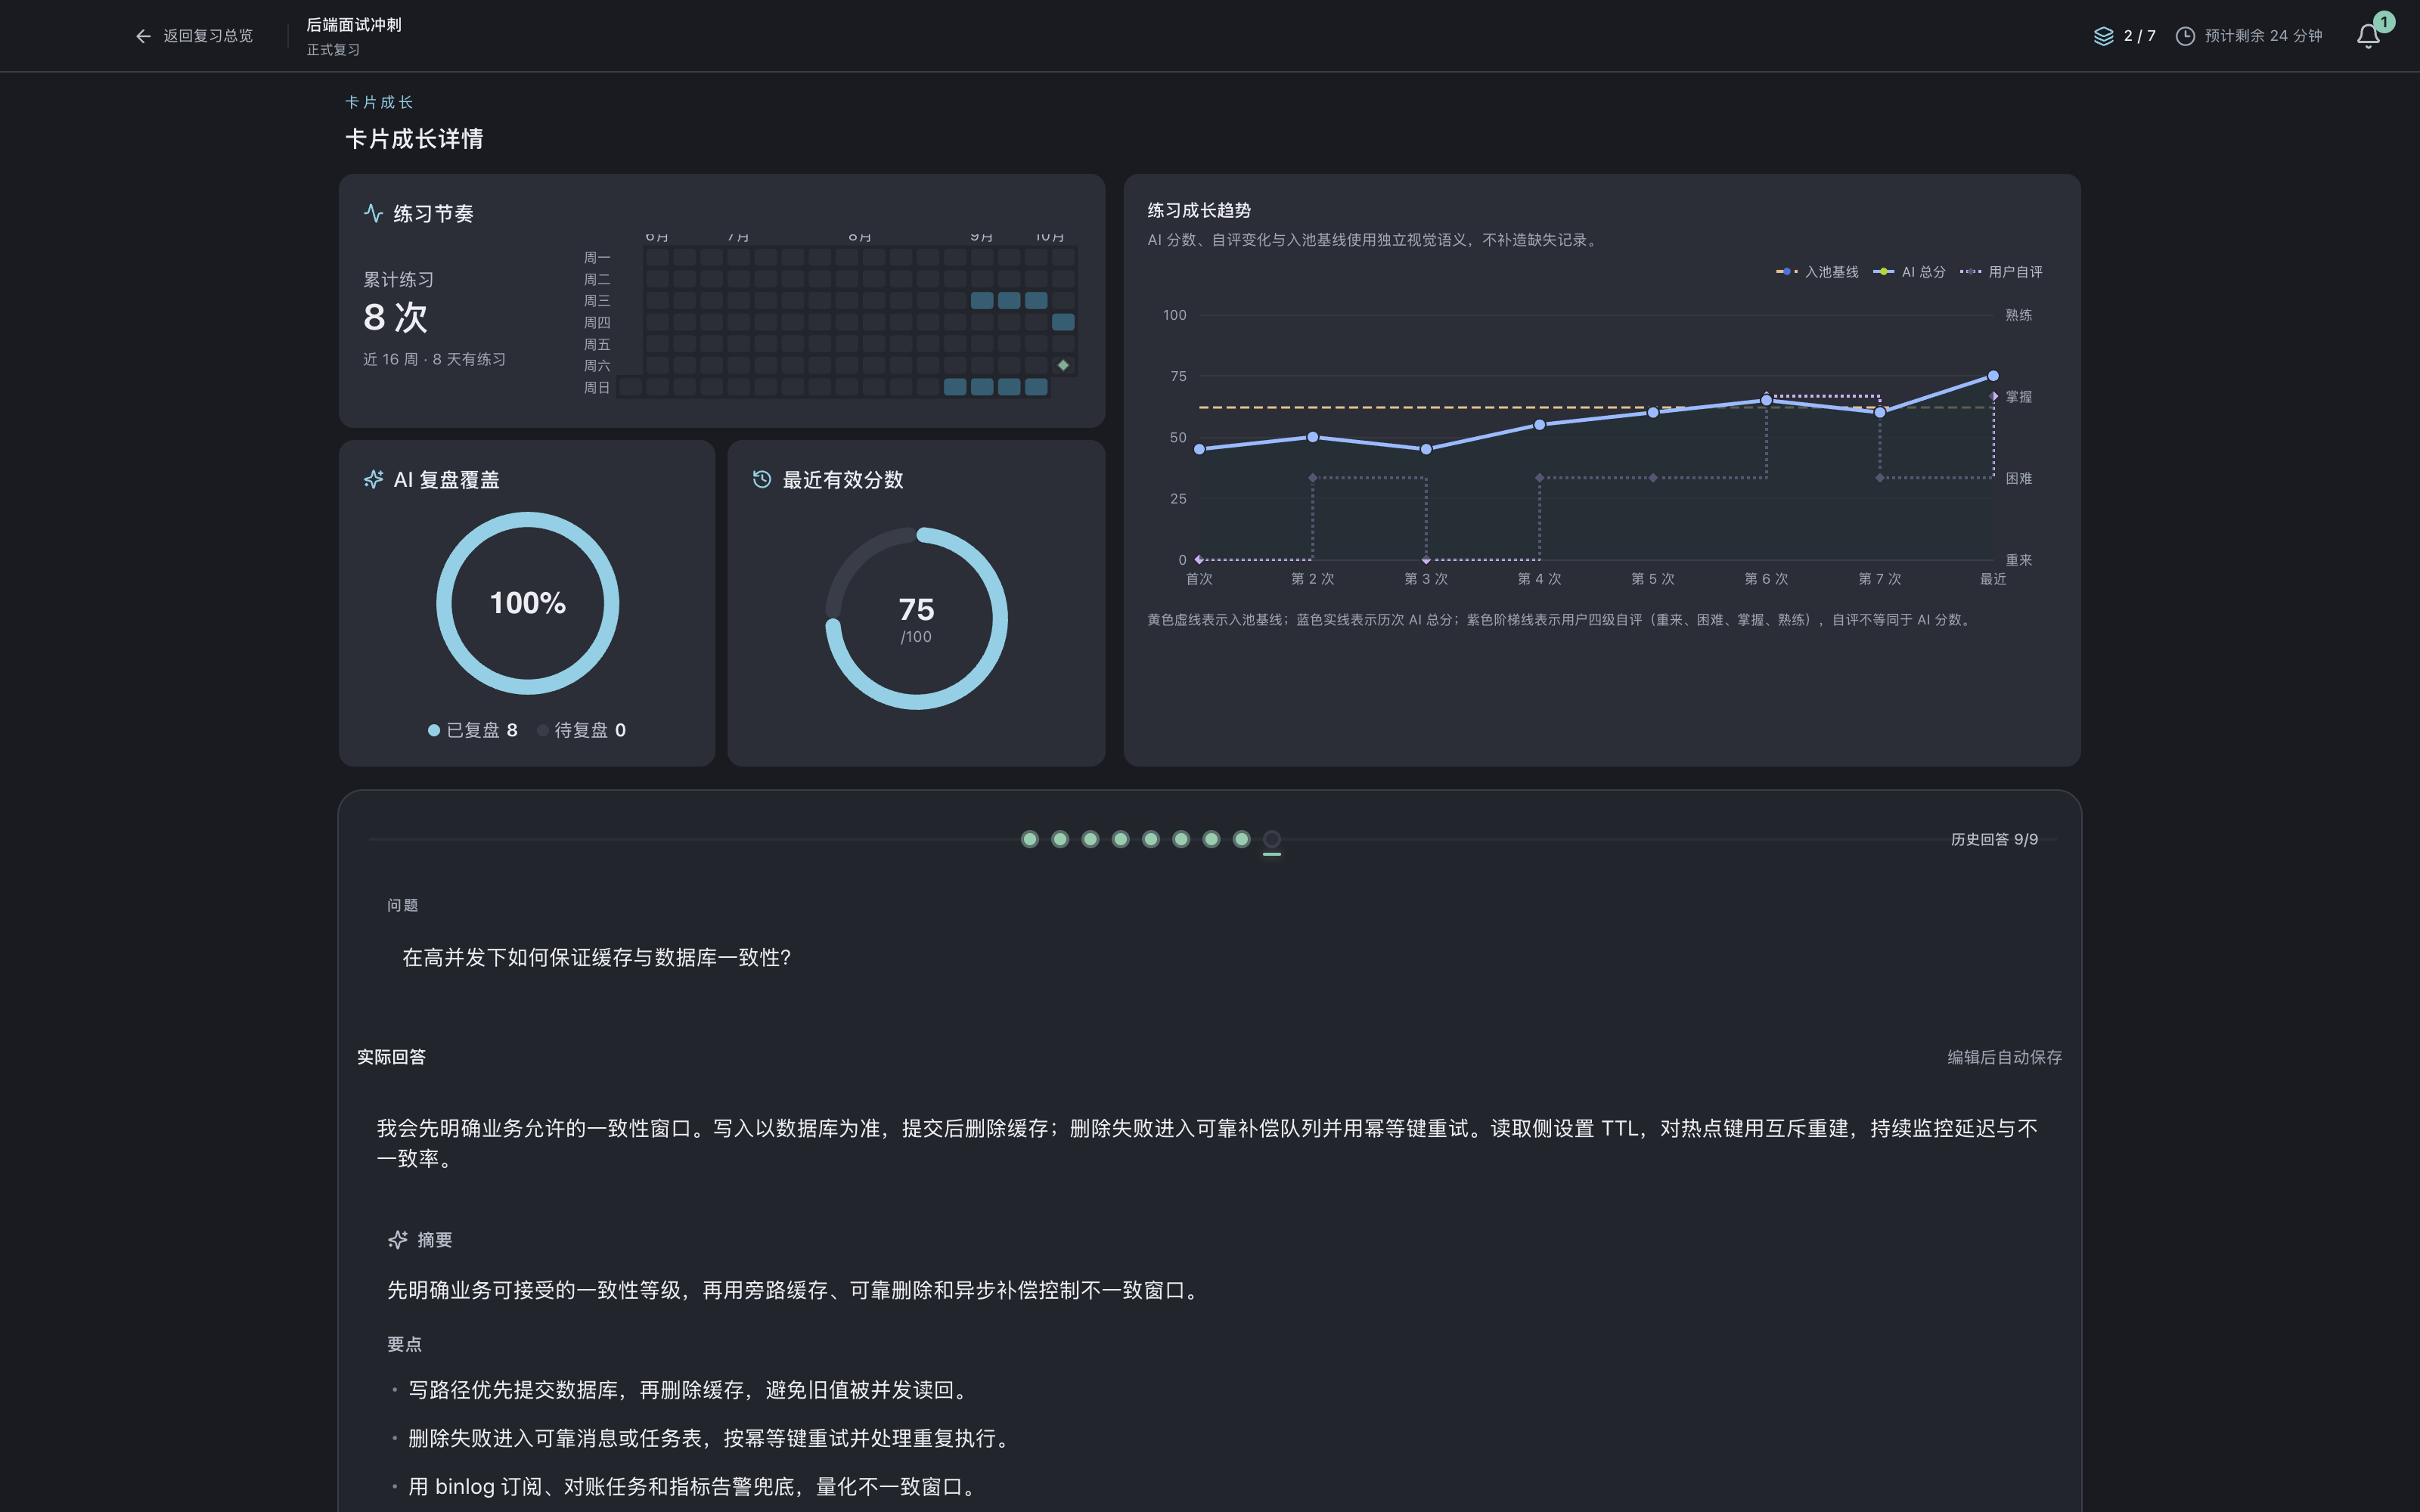 返回复习总览
后端面试冲刺
正式复习
2 / 7
预计剩余 24 分钟
1
卡片成长
卡片成长详情
练习节奏
累计练习
8 次
近 16 周 · 8 天有练习
6月 7月 8月 9月 10月
周一
周二
周三
周四
周五
周六
周日
AI 复盘覆盖
100%
已复盘 8 待复盘 0
最近有效分数
75
/100
练习成长趋势
AI 分数、自评变化与入池基线使用独立视觉语义，不补造缺失记录。
入池基线 AI 总分 用户自评
100 熟练
75
掌握
50
困难
25
0 重来
首次 第 2 次 第 3 次 第 4 次 第 5 次 第 6 次 第 7 次 最近
黄色虚线表示入池基线；蓝色实线表示历次 AI 总分；紫色阶梯线表示用户四级自评（重来、困难、掌握、熟练），自评不等同于 AI 分数。
历史回答 9/9
问题
在高并发下如何保证缓存与数据库一致性?
实际回答
编辑后自动保存
我会先明确业务允许的一致性窗口。写入以数据库为准，提交后删除缓存；删除失败进入可靠补偿队列并用幂等键重试。读取侧设置 TTL，对热点键用互斥重建，持续监控延迟与不
一致率。
摘要
先明确业务可接受的一致性等级，再用旁路缓存、可靠删除和异步补偿控制不一致窗口。
要点
• 写路径优先提交数据库，再删除缓存，避免旧值被并发读回。
• 删除失败进入可靠消息或任务表，按幂等键重试并处理重复执行。
• 用 binlog 订阅、对账任务和指标告警兜底，量化不一致窗口。